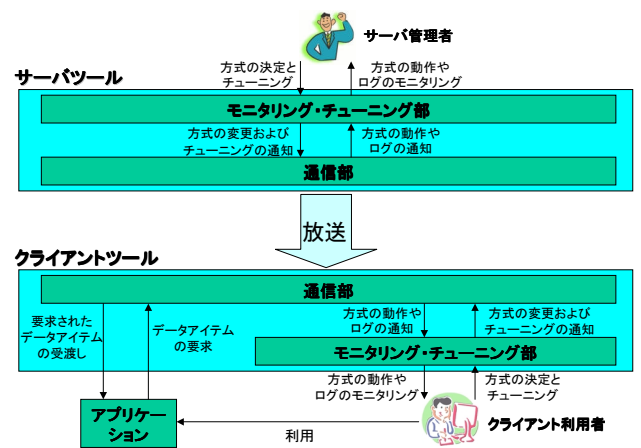 サーバ管理者
方式の決定と
チューニング
方式の動作や
ログのモニタリング
サーバツール
モニタリング・チューニング部
方式の変更および
チューニングの通知
方式の動作や
ログの通知
通信部
放送
クライアントツール
通信部
要求された
データアイテム
の受渡し
データアイテム
の要求
方式の動作や
ログの通知
方式の変更および
チューニングの通知
モニタリング・チューニング部
方式の動作や
ログのモニタリング
方式の決定と
チューニング
アプリケー
ション
利用
クライアント利用者